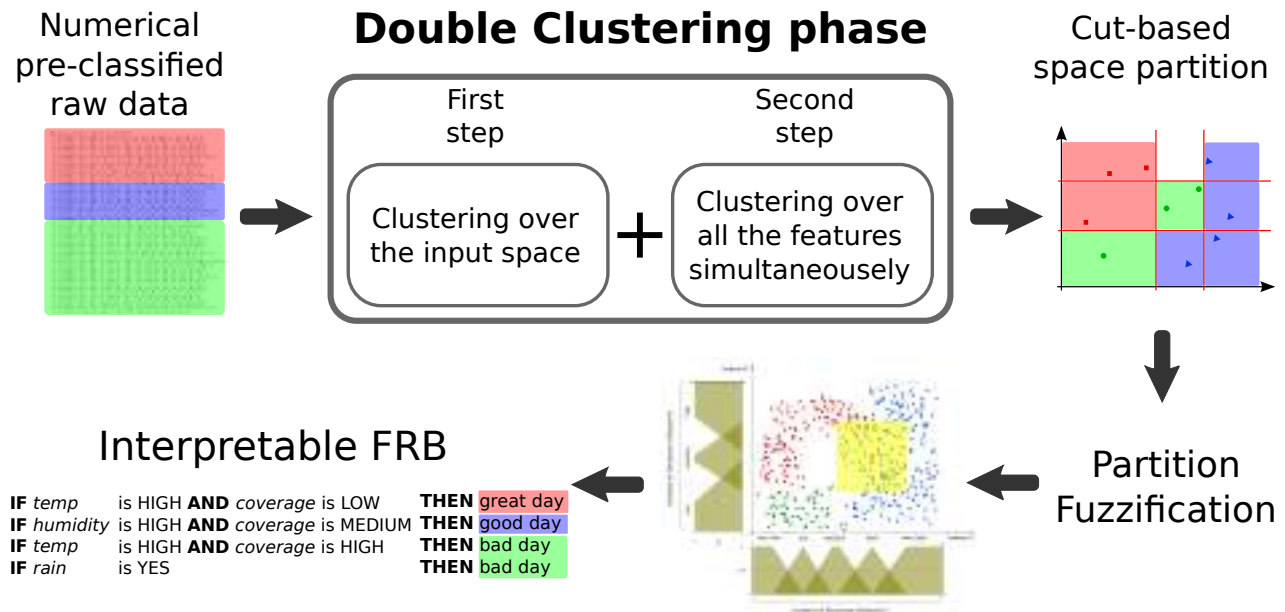 Numerical
pre-classified
raw data
Double Clustering phase
First
step
Clustering over
the input space
+
Second
step
Clustering over
all the features
simultaneousely
Cut-based
space partition
Partition
Fuzzification
Interpretable FRB
IF temp is HIGH AND coverage is LOW THEN great day
IF humidity is HIGH AND coverage is MEDIUM THEN good day
IF temp is HIGH AND coverage is HIGH THEN bad day
IF rain is YES THEN bad day